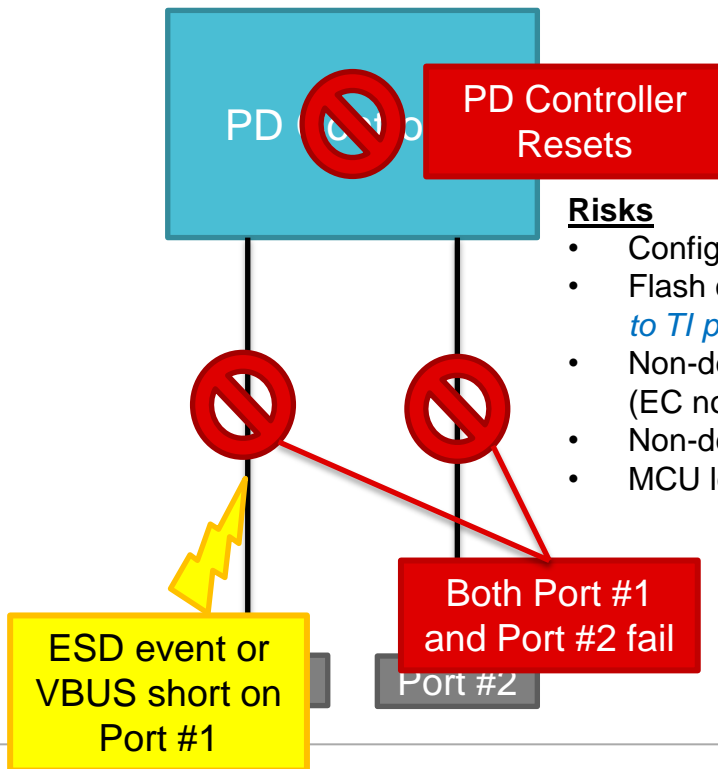 PD
PD Controller
Resets
Risks
• Config
• Flash
to TI p
• Non-de
(EC no
• Non-de
• MCU l
Both Port #1
and Port #2 fail
ESD event or
VBUS short on
Port #1
Port #2